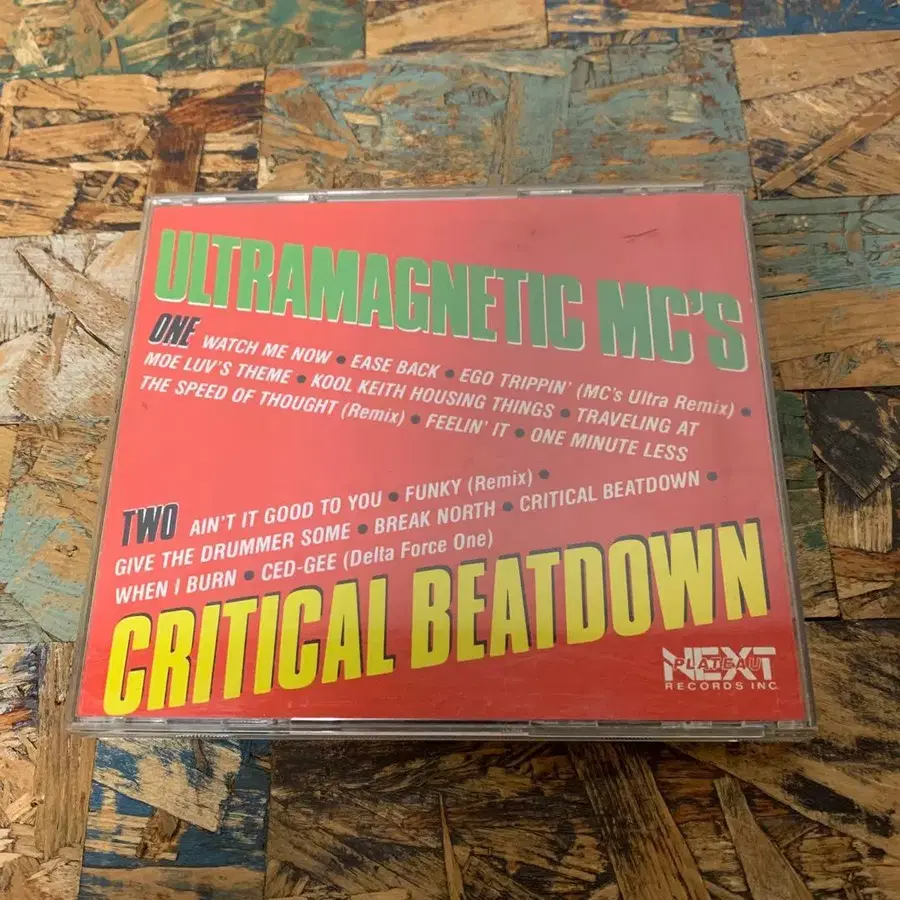 ULTRAMAGNETIC MC'S
ONE WATCH ME NOW • EASE BACK • EGO TRIPPIN' (MC's Ultra Remix) •
MOE LUV'S THEME • KOOL KEITH HOUSING THINGS • TRAVELING AT
THE SPEED OF THOUGHT (Remix) • FEELIN' IT • ONE MINUTE LESS
TWO AIN'T IT GOOD TO YOU • FUNKY (Remix) •
GIVE THE DRUMMER SOME • BREAK NORTH • CRITICAL BEATDOWN •
WHEN I BURN • CED-GEE (Delta Force One)
CRITICAL BEATDOWN
NEXT
PLATEAU
RECORDS INC.